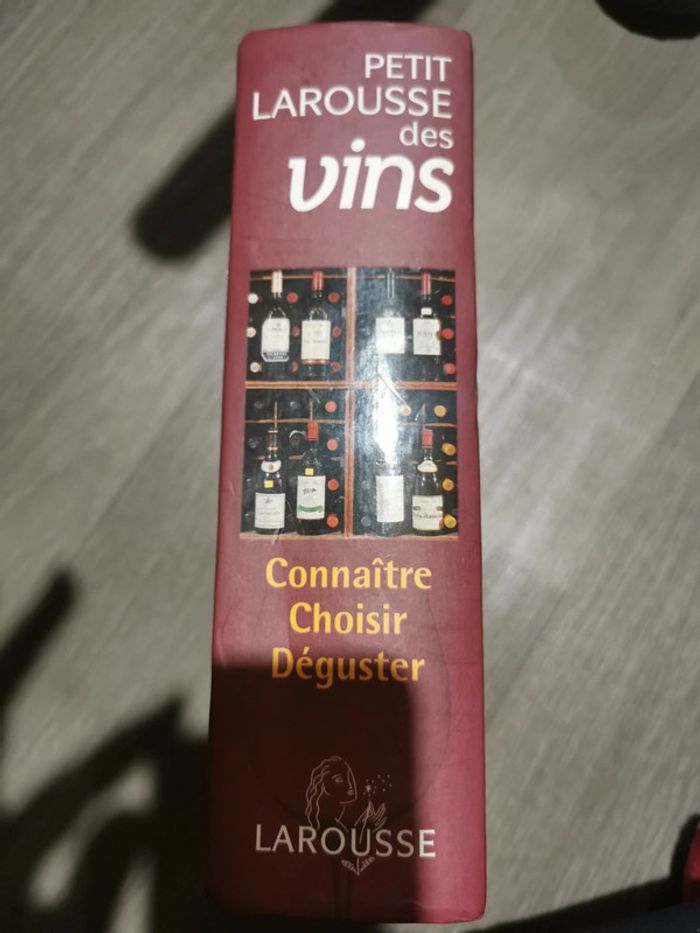 PETIT
LAROUSSE
des
vins
Connaître
Choisir
Déguster
LAROUSSE